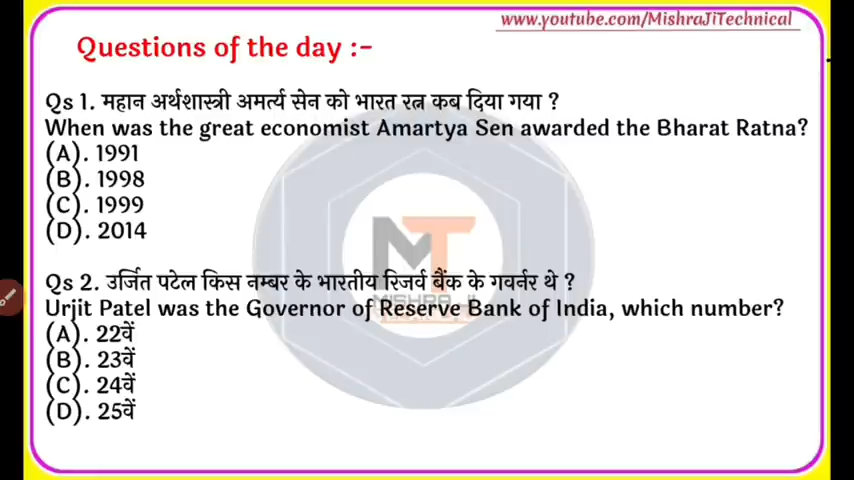 www.youtube.com/MishraJiTechnical
Questions of the day :-
Qs 1. महान अर्थशास्त्री अमर्त्य सेन को भारत रत्न कब दिया गया ?
When was the great economist Amartya Sen awarded the Bharat Ratna?
(A). 1991
(B). 1998
(C). 1999
(D). 2014
MT
Qs 2. उर्जित पटेल किस नम्बर के भारतीय रिजर्व बैंक के गवर्नर थे ?
MISHRA JI
Urjit Patel was the Governor of Reserve Bank of India, which number?
(A). 22वें
(B). 23वें
(C). 24वें
(D). 25वें